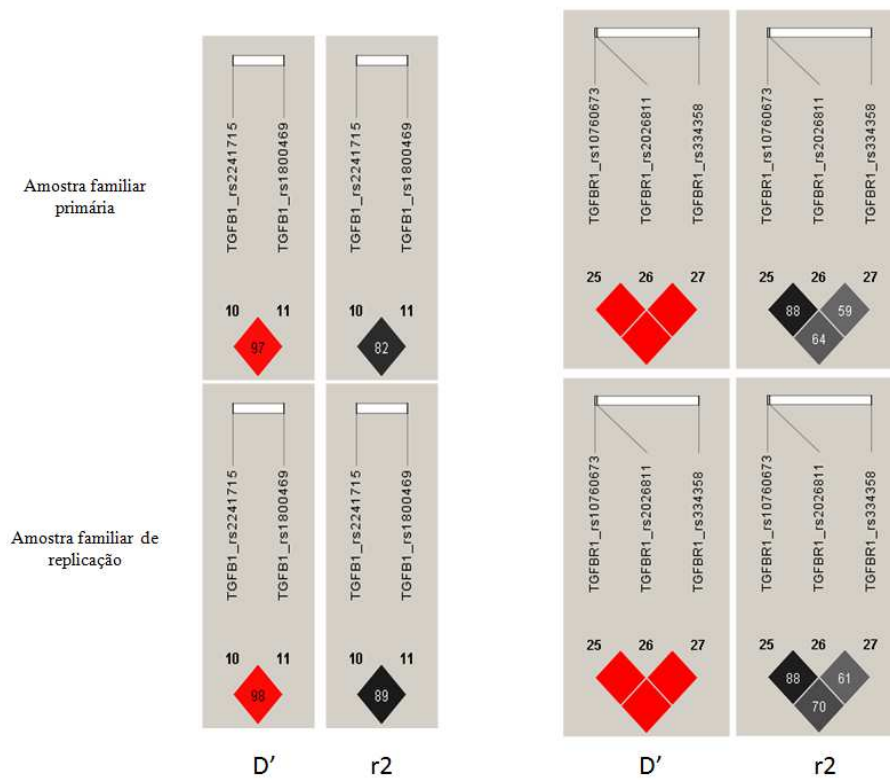 Amostra familiar
primária
TGFB1_rs2241715
TGFB1_rs1800469
10 11
97
TGFB1_rs2241715
TGFB1_rs1800469
10 11
82
TGFBR1_rs10760673
TGFBR1_rs2026811
TGFBR1_rs334358
25 26 27
TGFBR1_rs10760673
TGFBR1_rs2026811
TGFBR1_rs334358
25 26 27
88 59
64
Amostra familiar de
replicação
TGFB1_rs2241715
TGFB1_rs1800469
10 11
98
TGFB1_rs2241715
TGFB1_rs1800469
10 11
89
TGFBR1_rs10760673
TGFBR1_rs2026811
TGFBR1_rs334358
25 26 27
TGFBR1_rs10760673
TGFBR1_rs2026811
TGFBR1_rs334358
25 26 27
88 61
70
D’ r2 D’ r2